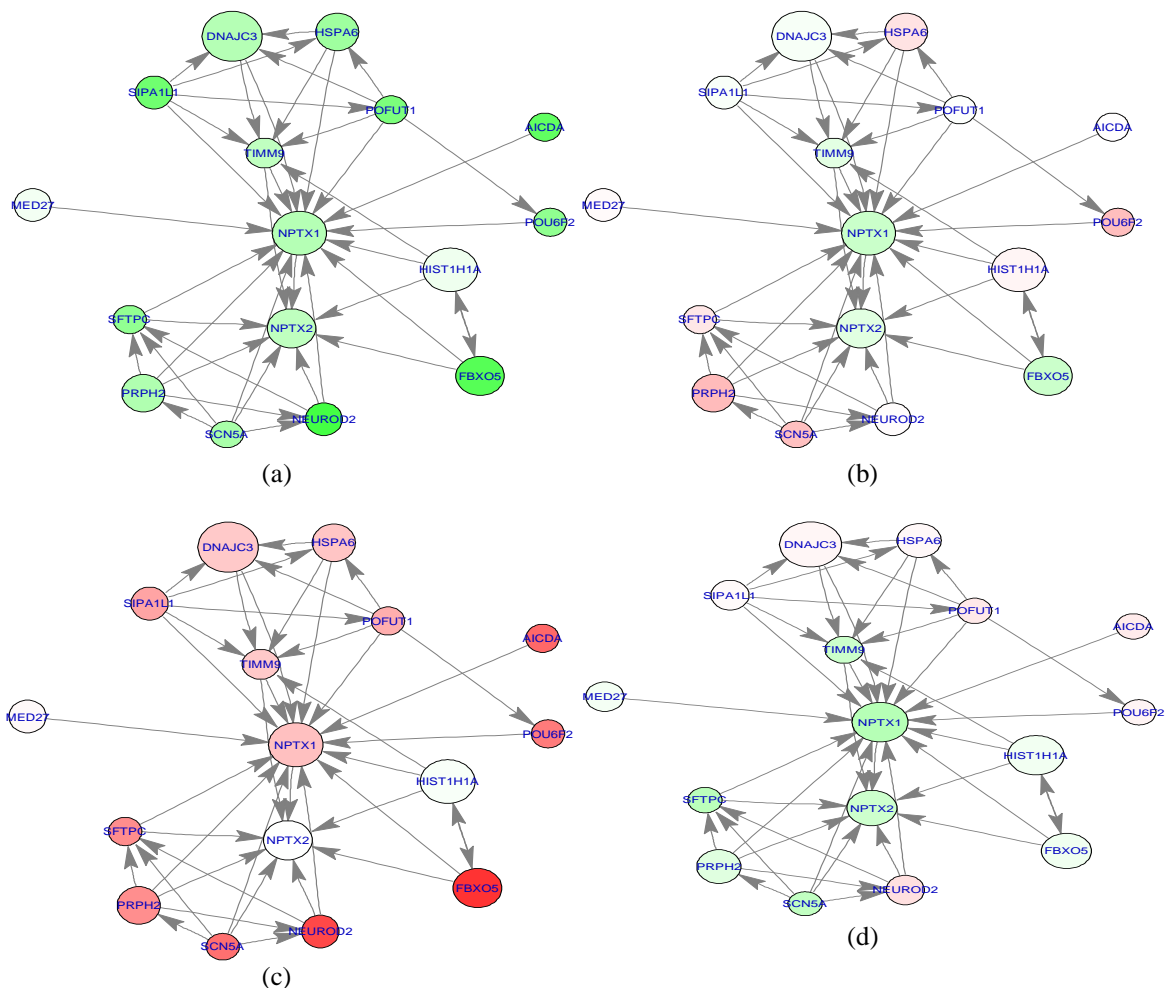 DNAJC3
HSPA6
SIPA1L1
POFUT1
AICDA
TIMM9
MED27
POU6F2
NPTX1
HIST1H1A
SFTPC
NPTX2
FBXO5
PRPH2
NEUROD2
SCN5A
(a)
DNAJC3
HSPA6
SIPA1L1
POFUT1
AICDA
TIMM9
MED27
POU6F2
NPTX1
HIST1H1A
SFTPC
NPTX2
FBXO5
PRPH2
NEUROD2
SCN5A
(b)
DNAJC3
HSPA6
SIPA1L1
POFUT1
AICDA
TIMM9
MED27
POU6F2
NPTX1
HIST1H1A
SFTPC
NPTX2
FBXO5
PRPH2
NEUROD2
SCN5A
(c)
DNAJC3
HSPA6
SIPA1L1
POFUT1
AICDA
TIMM9
MED27
POU6F2
NPTX1
HIST1H1A
SFTPC
NPTX2
FBXO5
PRPH2
NEUROD2
SCN5A
(d)